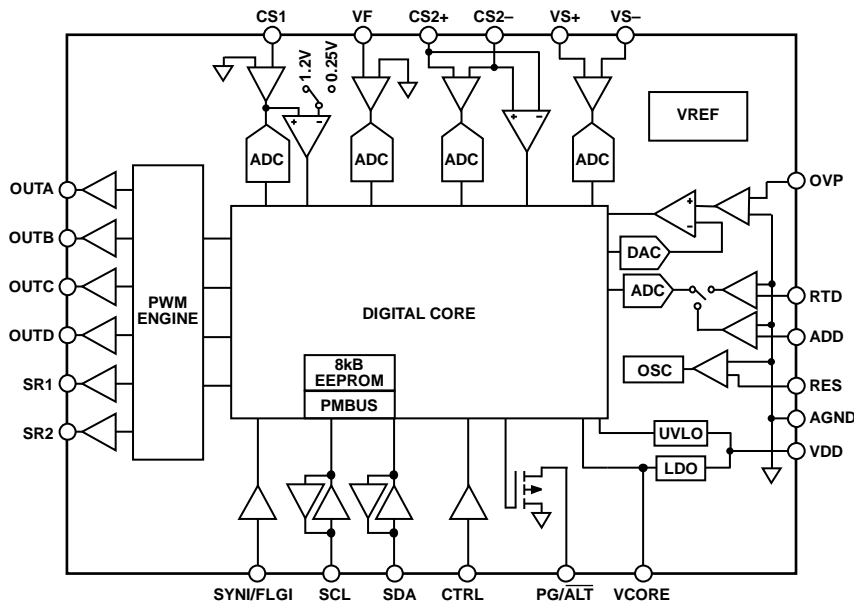 CS1 VF CS2+ CS2– VS+ VS–
1.2V
0.25V
VREF
+ –
+ –
ADC ADC ADC ADC
OUTA
OUTB
OUTC
OUTD
SR1
SR2
PWM
ENGINE
DIGITAL CORE
8kB
EEPROM
PMBUS
+
–
DAC
ADC
OSC
UVLO
LDO
OVP
RTD
ADD
RES
AGND
VDD
SYNI/FLGI SCL SDA CTRL PG/ALT VCORE